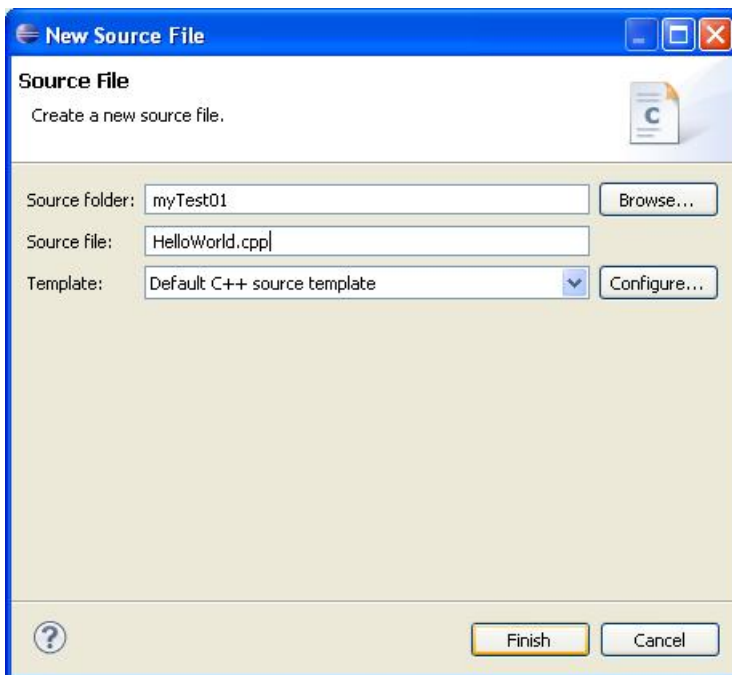 New Source File
Source File
Create a new source file.
C
Source folder: myTest01 Browse...
Source file: HelloWorld.cpp
Template: Default C++ source template Configure...
? Finish Cancel